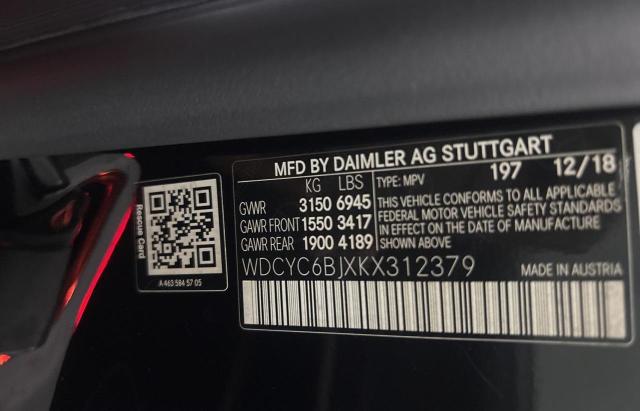 MFD BY DAIMLER AG STUTTGART
197 12/18
KG LBS
GVWR 3150 6945
GAWR FRONT 1550 3417
GAWR REAR 1900 4189
TYPE: MPV
THIS VEHICLE CONFORMS TO ALL APPLICABLE
FEDERAL MOTOR VEHICLE SAFETY STANDARDS
IN EFFECT ON THE DATE OF MANUFACTURE
SHOWN ABOVE
WDCYC6BJXKX312379
MADE IN AUSTRIA
Rescue Card
A 463 584 57 05